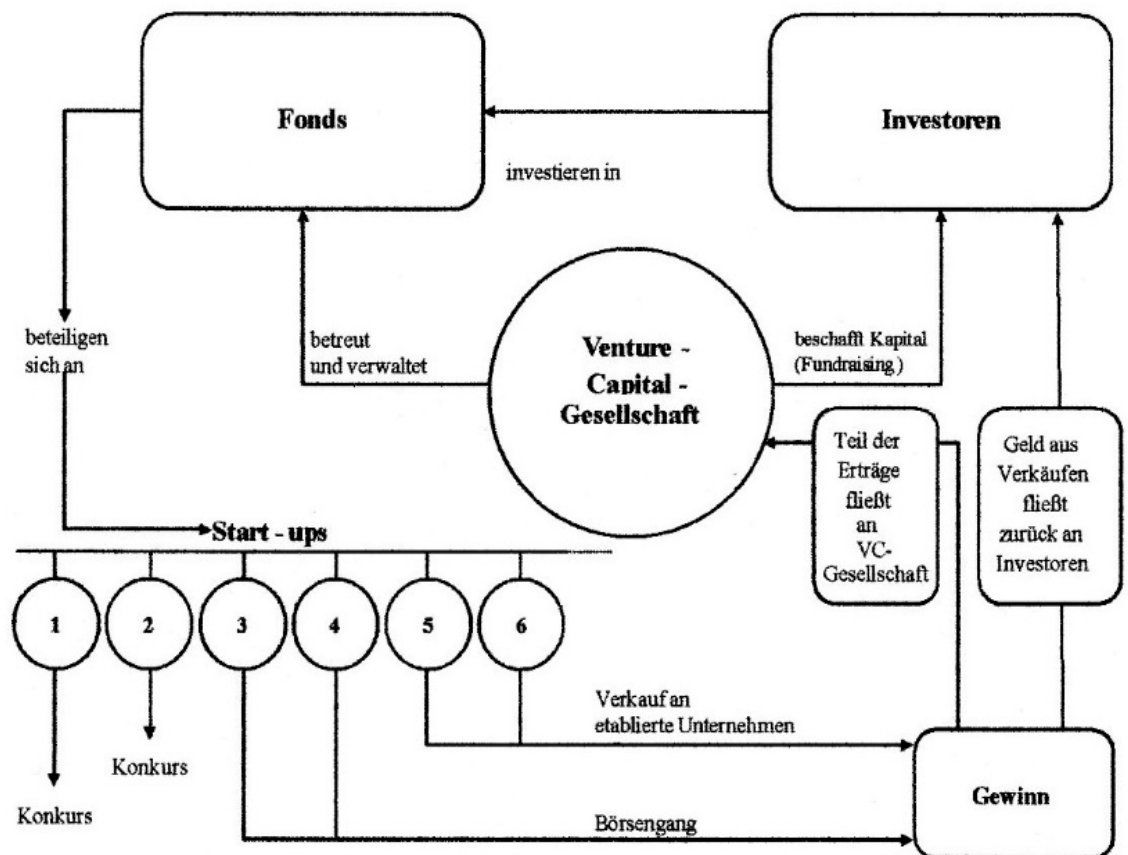 Fonds
Investoren
investieren in
beteiligen
sich an
betreut
und verwaltet
Venture -
Capital -
Gesellschaft
beschafft Kapital
(Fundraising)
Teil der
Erträge
fließt
an
VC-
Gesellschaft
Geld aus
Verkäufen
fließt
zurück an
Investoren
Start - ups
1
2
3
4
5
6
Verkauf an
etablierte Unternehmen
Konkurs
Konkurs
Börsengang
Gewinn